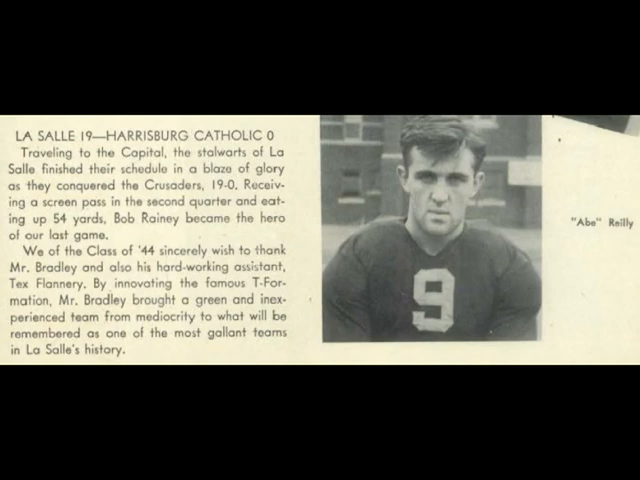 LA SALLE 19—HARRISBURG CATHOLIC 0
Traveling to the Capital, the stalwarts of La
Salle finished their schedule in a blaze of glory
as they conquered the Crusaders, 19-0. Receiv-
ing a screen pass in the second quarter and eat-
ing up 54 yards, Bob Rainey became the hero
of our last game.
We of the Class of '44 sincerely wish to thank
Mr. Bradley and also his hard-working assistant,
Tex Flannery. By innovating the famous T-For-
mation, Mr. Bradley brought a green and inex-
perienced team from mediocrity to what will be
remembered as one of the most gallant teams
in La Salle's history.
9
"Abe" Reilly